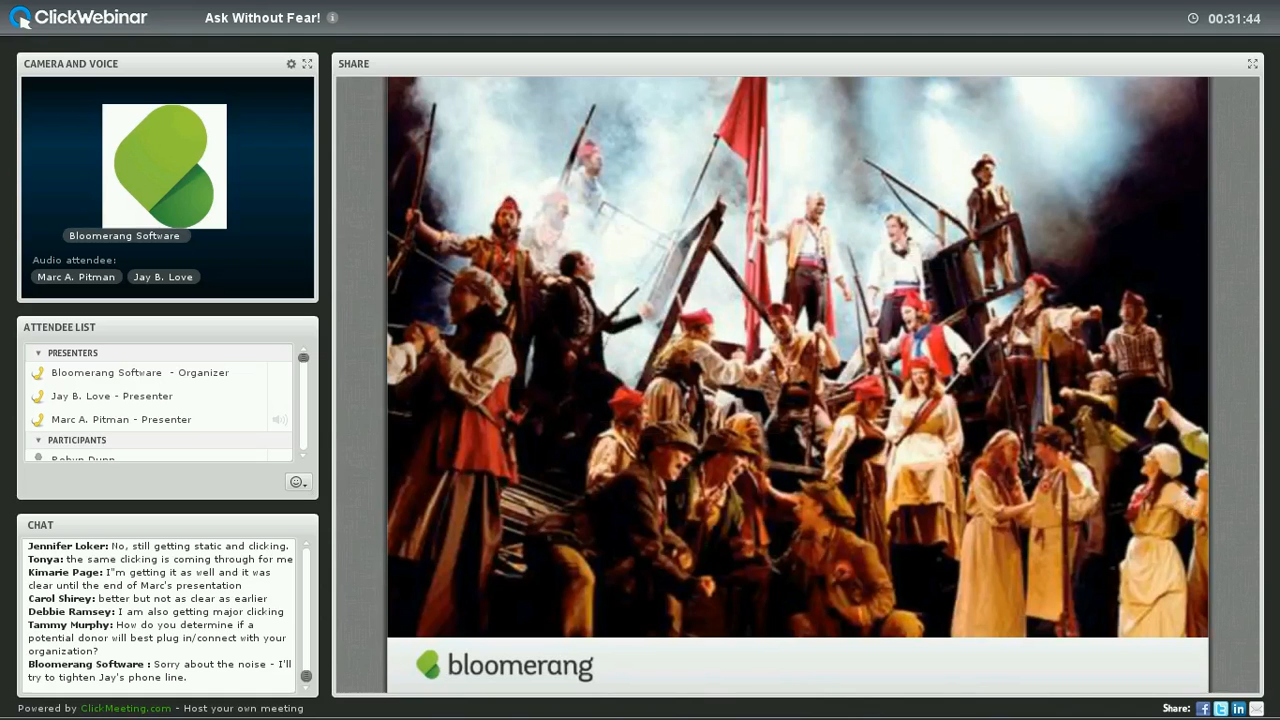 ClickWebinar
Ask Without Fear!
00:31:44
CAMERA AND VOICE
Bloomerang Software
Audio attendee:
Marc A. Pitman
Jay B. Love
ATTENDEE LIST
PRESENTERS
Bloomerang Software - Organizer
Jay B. Love - Presenter
Marc A. Pitman - Presenter
PARTICIPANTS
Robyn Dunn
CHAT
Jennifer Loker: No, still getting static and clicking.
Tonya: the same clicking is coming through for me
Kimarie Page: I"m getting it as well and it was
clear until the end of Marc's presentation
Carol Shirey: better but not as clear as earlier
Debbie Ramsey: I am also getting major clicking
Tammy Murphy: How do you determine if a
potential donor will best plug in/connect with your
organization?
Bloomerang Software : Sorry about the noise - I'll
try to tighten Jay's phone line.
SHARE
bloomerang
Powered by ClickMeeting.com - Host your own meeting
Share: